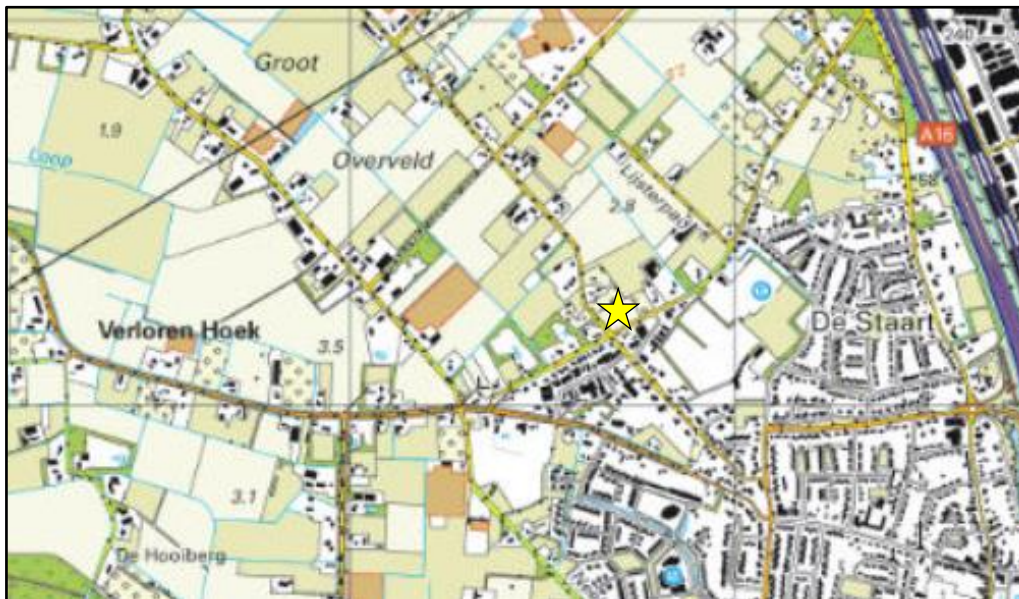 240
Groot
1.9
2.7
A16
Loop
Overveld
Lijsterpad
58
2.8
Verloren Hoek
De Staart
3.5
3.1
De Hooiberg